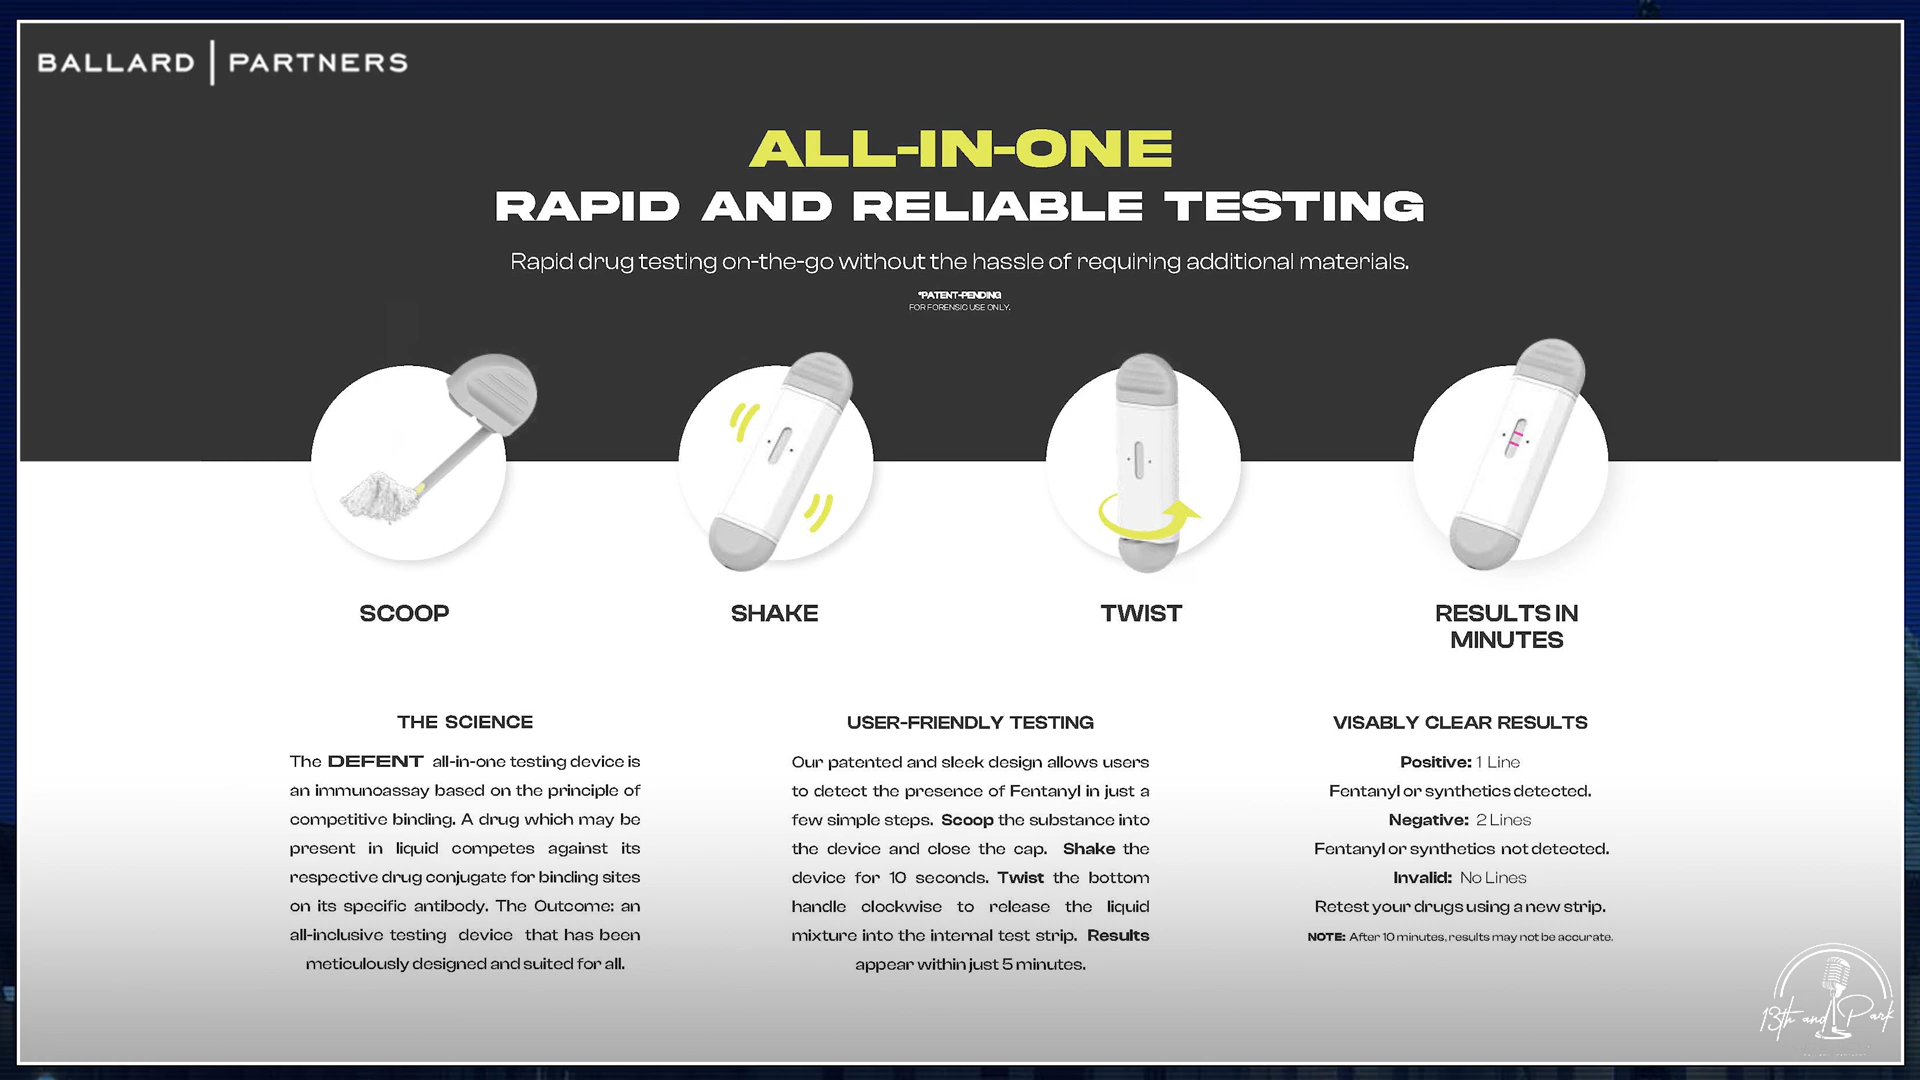 BALLARD | PARTNERS
ALL-IN-ONE
RAPID AND RELIABLE TESTING
Rapid drug testing on-the-go without the hassle of requiring additional materials.
*PATENT-PENDING
FOR FORENSIC USE ONLY.
SCOOP
SHAKE
TWIST
RESULTS IN
MINUTES
THE SCIENCE
The DEFENT all-in-one testing device is
an immunoassay based on the principle of
competitive binding. A drug which may be
present in liquid competes against its
respective drug conjugate for binding sites
on its specific antibody. The Outcome: an
all-inclusive testing device that has been
meticulously designed and suited for all.
USER-FRIENDLY TESTING
Our patented and sleek design allows users
to detect the presence of Fentanyl in just a
few simple steps. Scoop the substance into
the device and close the cap. Shake the
device for 10 seconds. Twist the bottom
handle clockwise to release the liquid
mixture into the internal test strip. Results
appear within just 5 minutes.
VISABLY CLEAR RESULTS
Positive: 1 Line
Fentanyl or synthetics detected.
Negative: 2 Lines
Fentanyl or synthetics not detected.
Invalid: No Lines
Retest your drugs using a new strip.
NOTE: After 10 minutes, results may not be accurate.
13th and Park